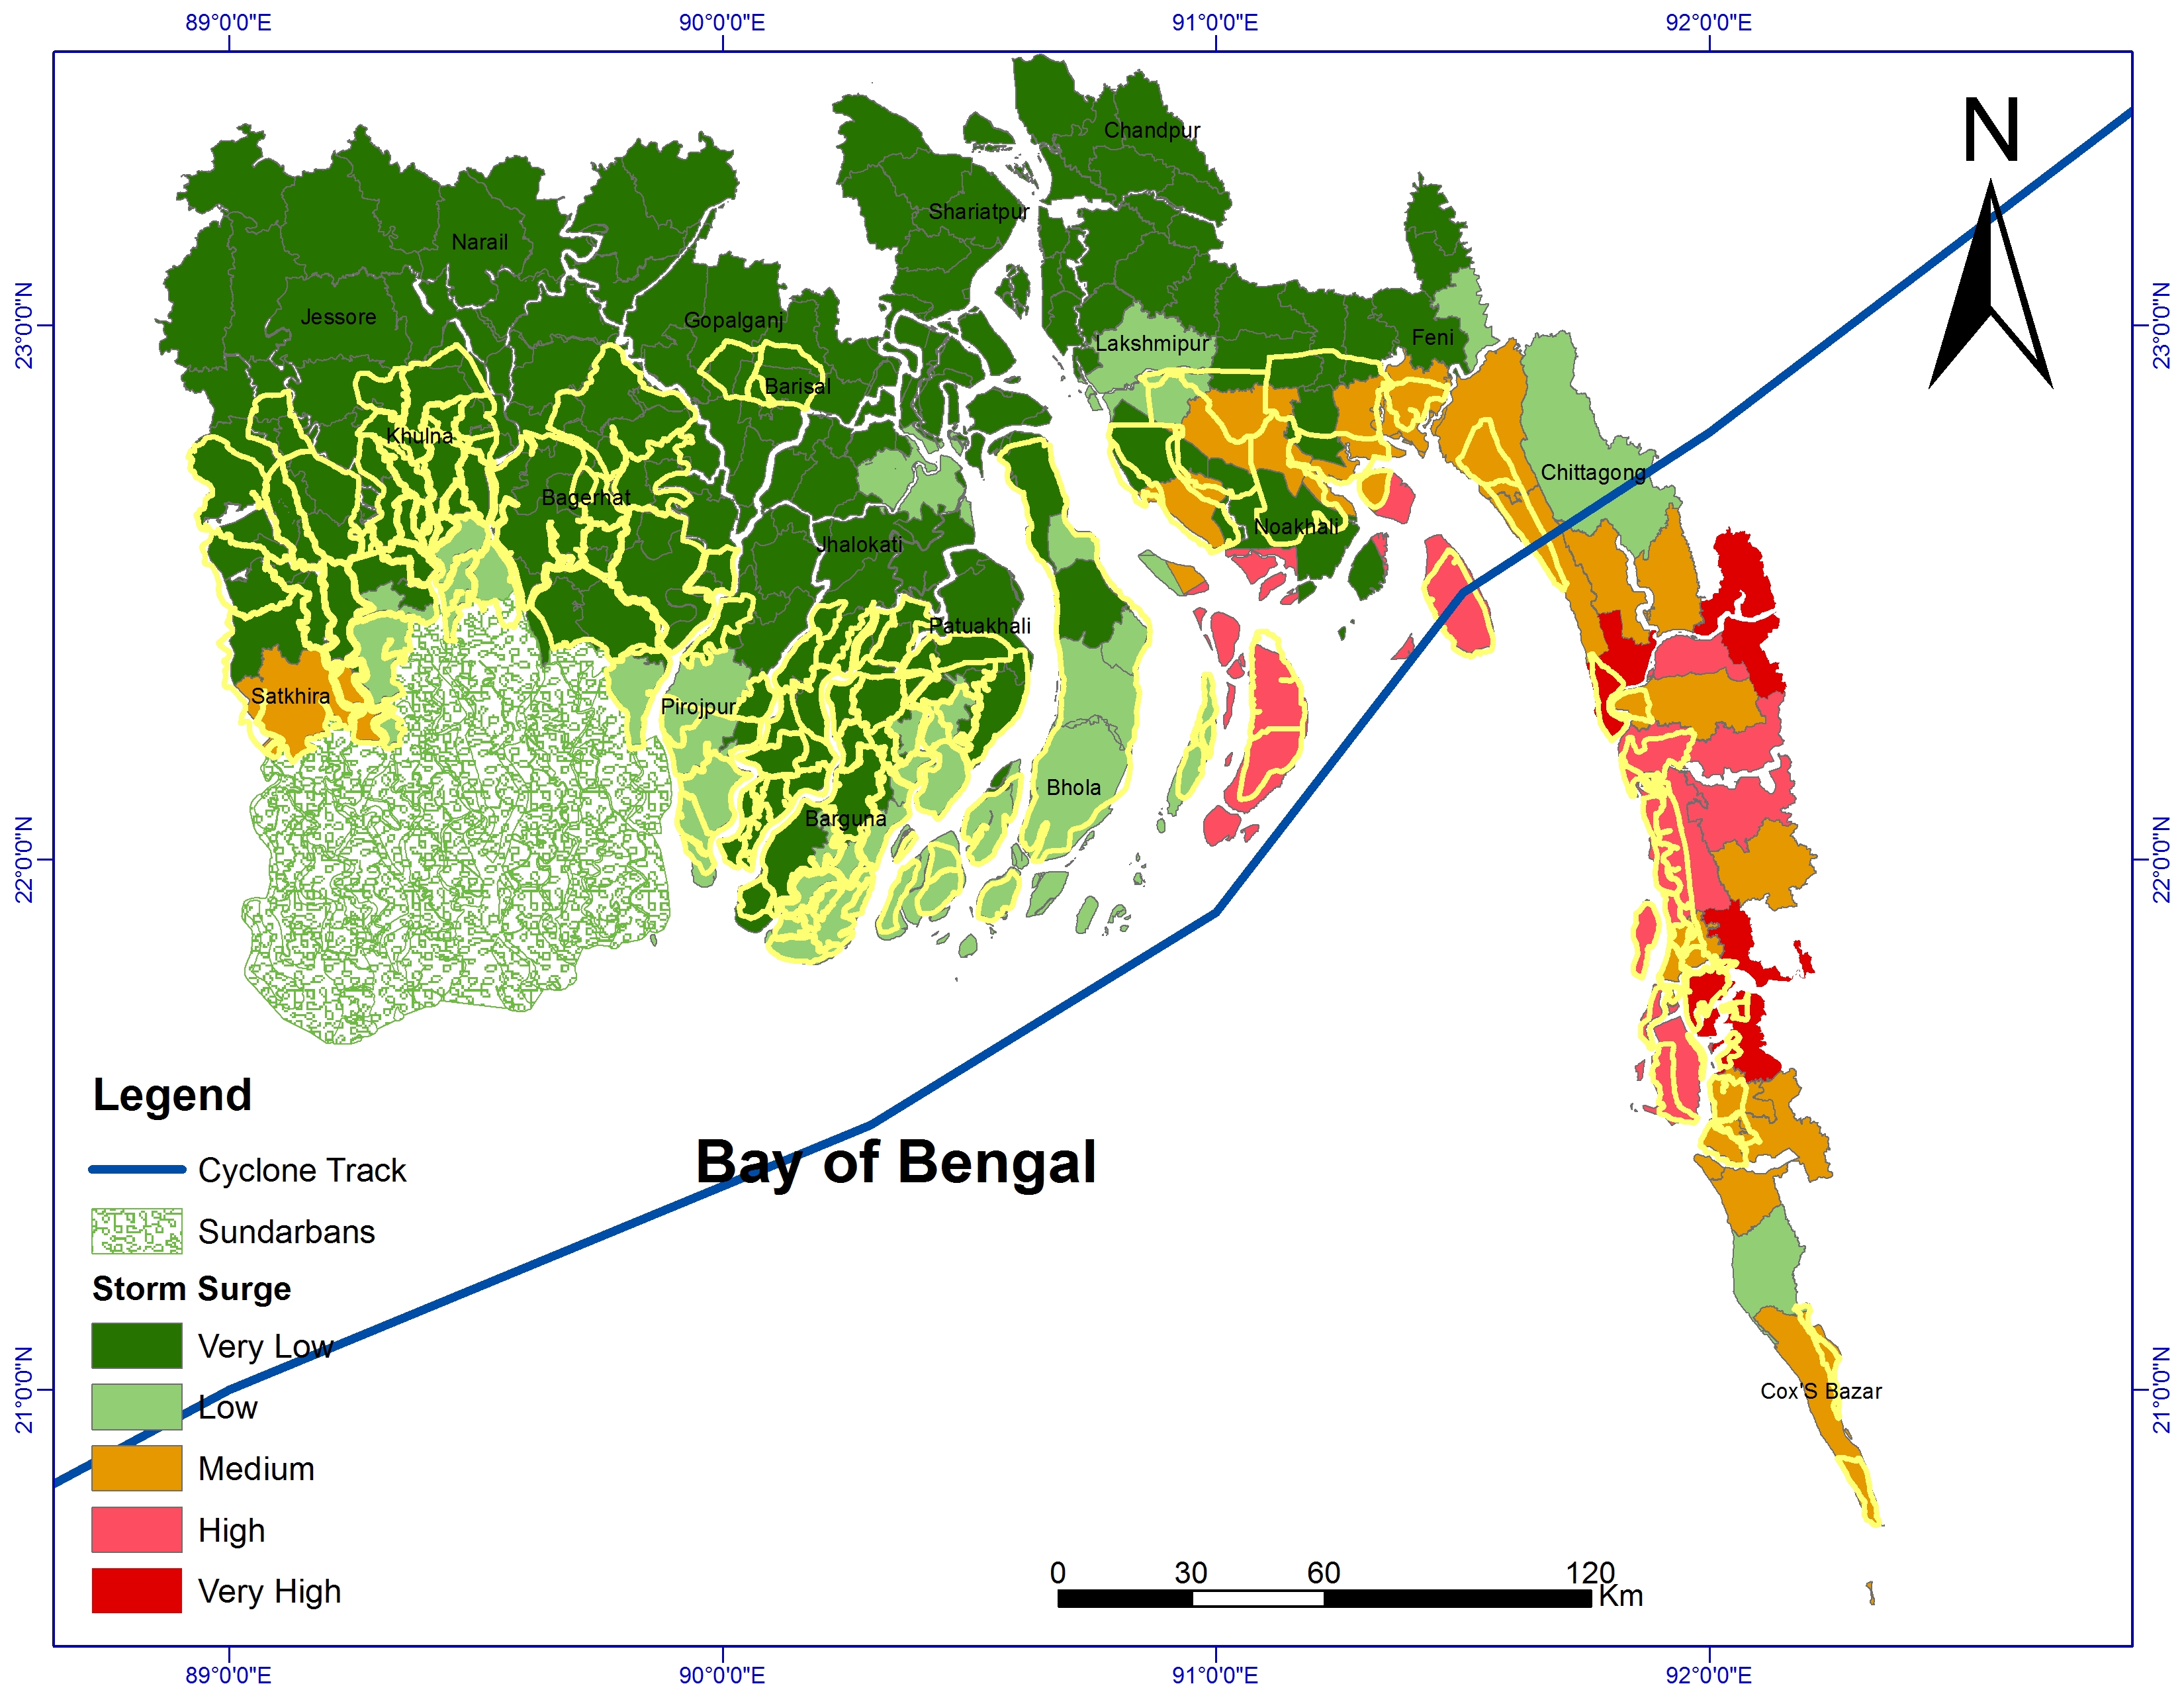 89°0'0"E 90°0'0"E 91°0'0"E 92°0'0"E
N
Chandpur
Shariatpur
Narail
23°0'0"N
23°0'0"N
Jessore
Gopalganj
Feni
Lakshmipur
Barisal
Khulna
Chittagong
Bagerhat
Noakhali
Jhalokati
Patuakhali
Satkhira
Pirojpur
Bhola
Barguna
22°0'0"N
22°0'0"N
Legend
Bay of Bengal
Cyclone Track
Sundarbans
Storm Surge
Very Low
21°0'0"N
21°0'0"N
Cox'S Bazar
Low
Medium
High
Very High
0 30 60 120
Km
89°0'0"E 90°0'0"E 91°0'0"E 92°0'0"E